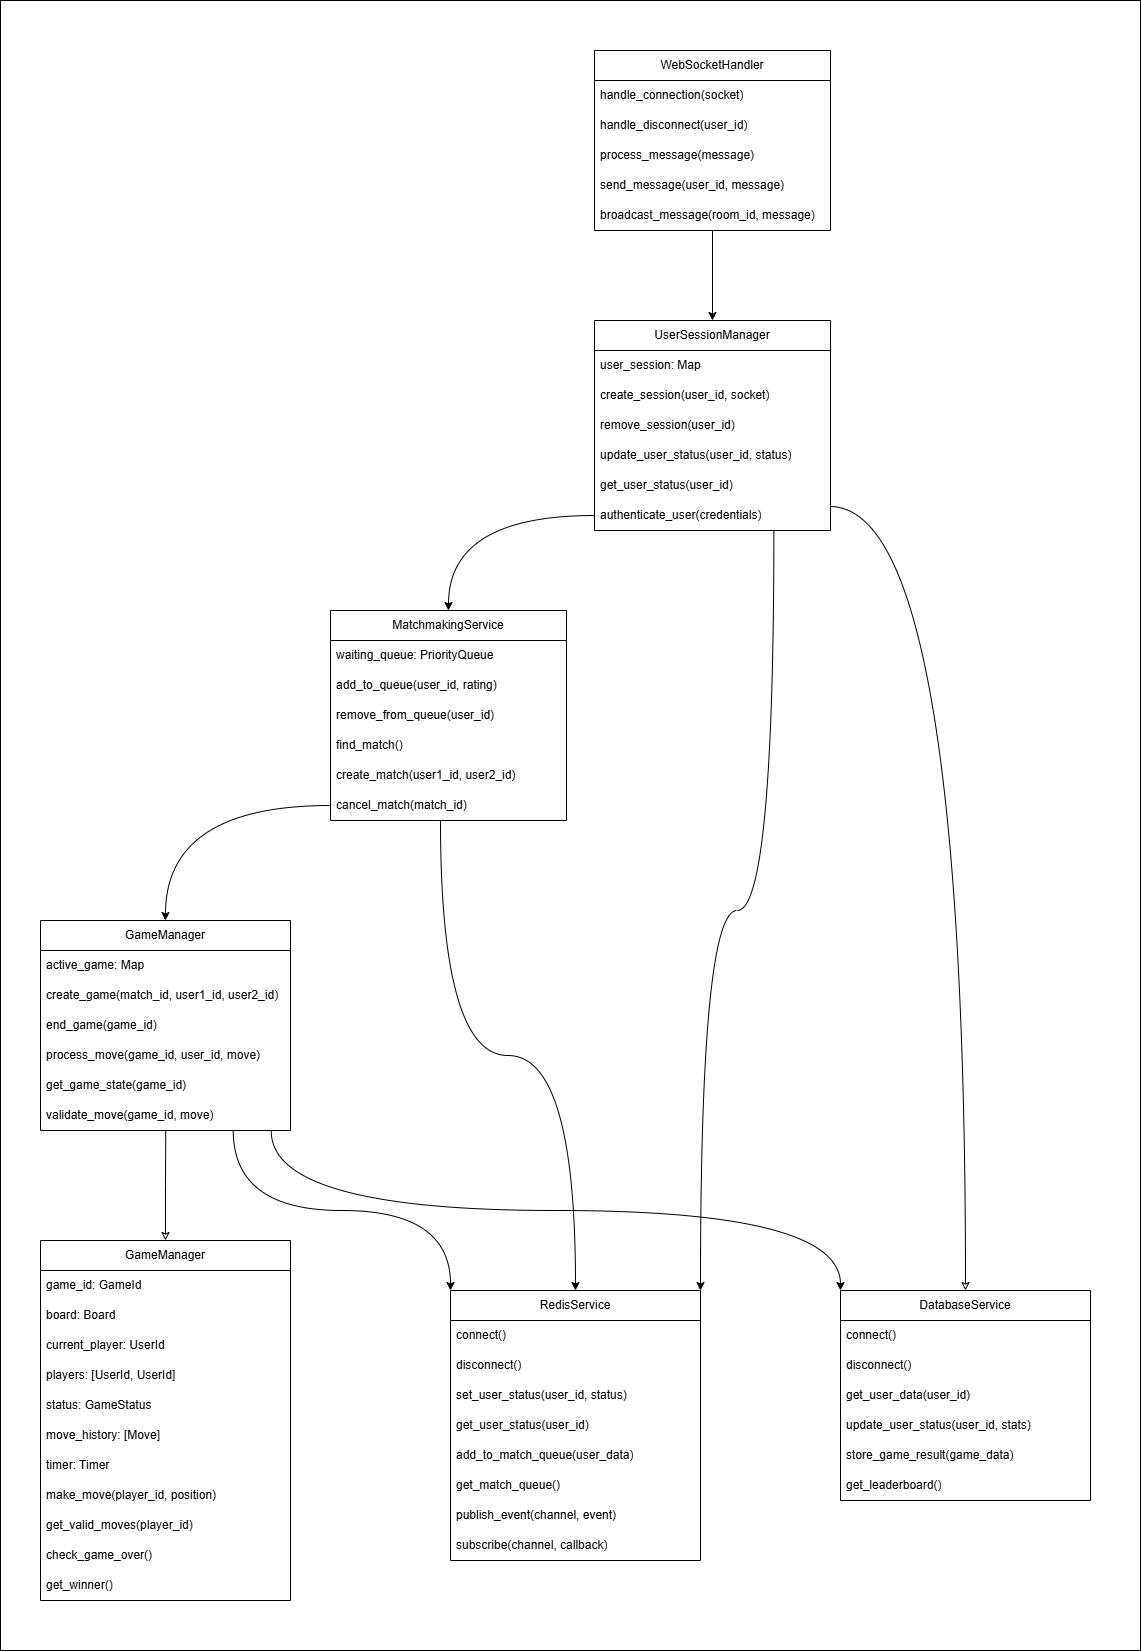 WebSocketHandler
handle_connection(socket)
handle_disconnect(user_id)
process_message(message)
send_message(user_id, message)
broadcast_message(room_id, message)
UserSessionManager
user_session: Map
create_session(user_id, socket)
remove_session(user_id)
update_user_status(user_id, status)
get_user_status(user_id)
authenticate_user(credentials)
MatchmakingService
waiting_queue: PriorityQueue
add_to_queue(user_id, rating)
remove_from_queue(user_id)
find_match()
create_match(user1_id, user2_id)
cancel_match(match_id)
GameManager
active_game: Map
create_game(match_id, user1_id, user2_id)
end_game(game_id)
process_move(game_id, user_id, move)
get_game_state(game_id)
validate_move(game_id, move)
GameManager
game_id: GameId
board: Board
current_player: UserId
players: [UserId, UserId]
status: GameStatus
move_history: [Move]
timer: Timer
make_move(player_id, position)
get_valid_moves(player_id)
check_game_over()
get_winner()
RedisService
connect()
disconnect()
set_user_status(user_id, status)
get_user_status(user_id)
add_to_match_queue(user_data)
get_match_queue()
publish_event(channel, event)
subscribe(channel, callback)
DatabaseService
connect()
disconnect()
get_user_data(user_id)
update_user_status(user_id, stats)
store_game_result(game_data)
get_leaderboard()